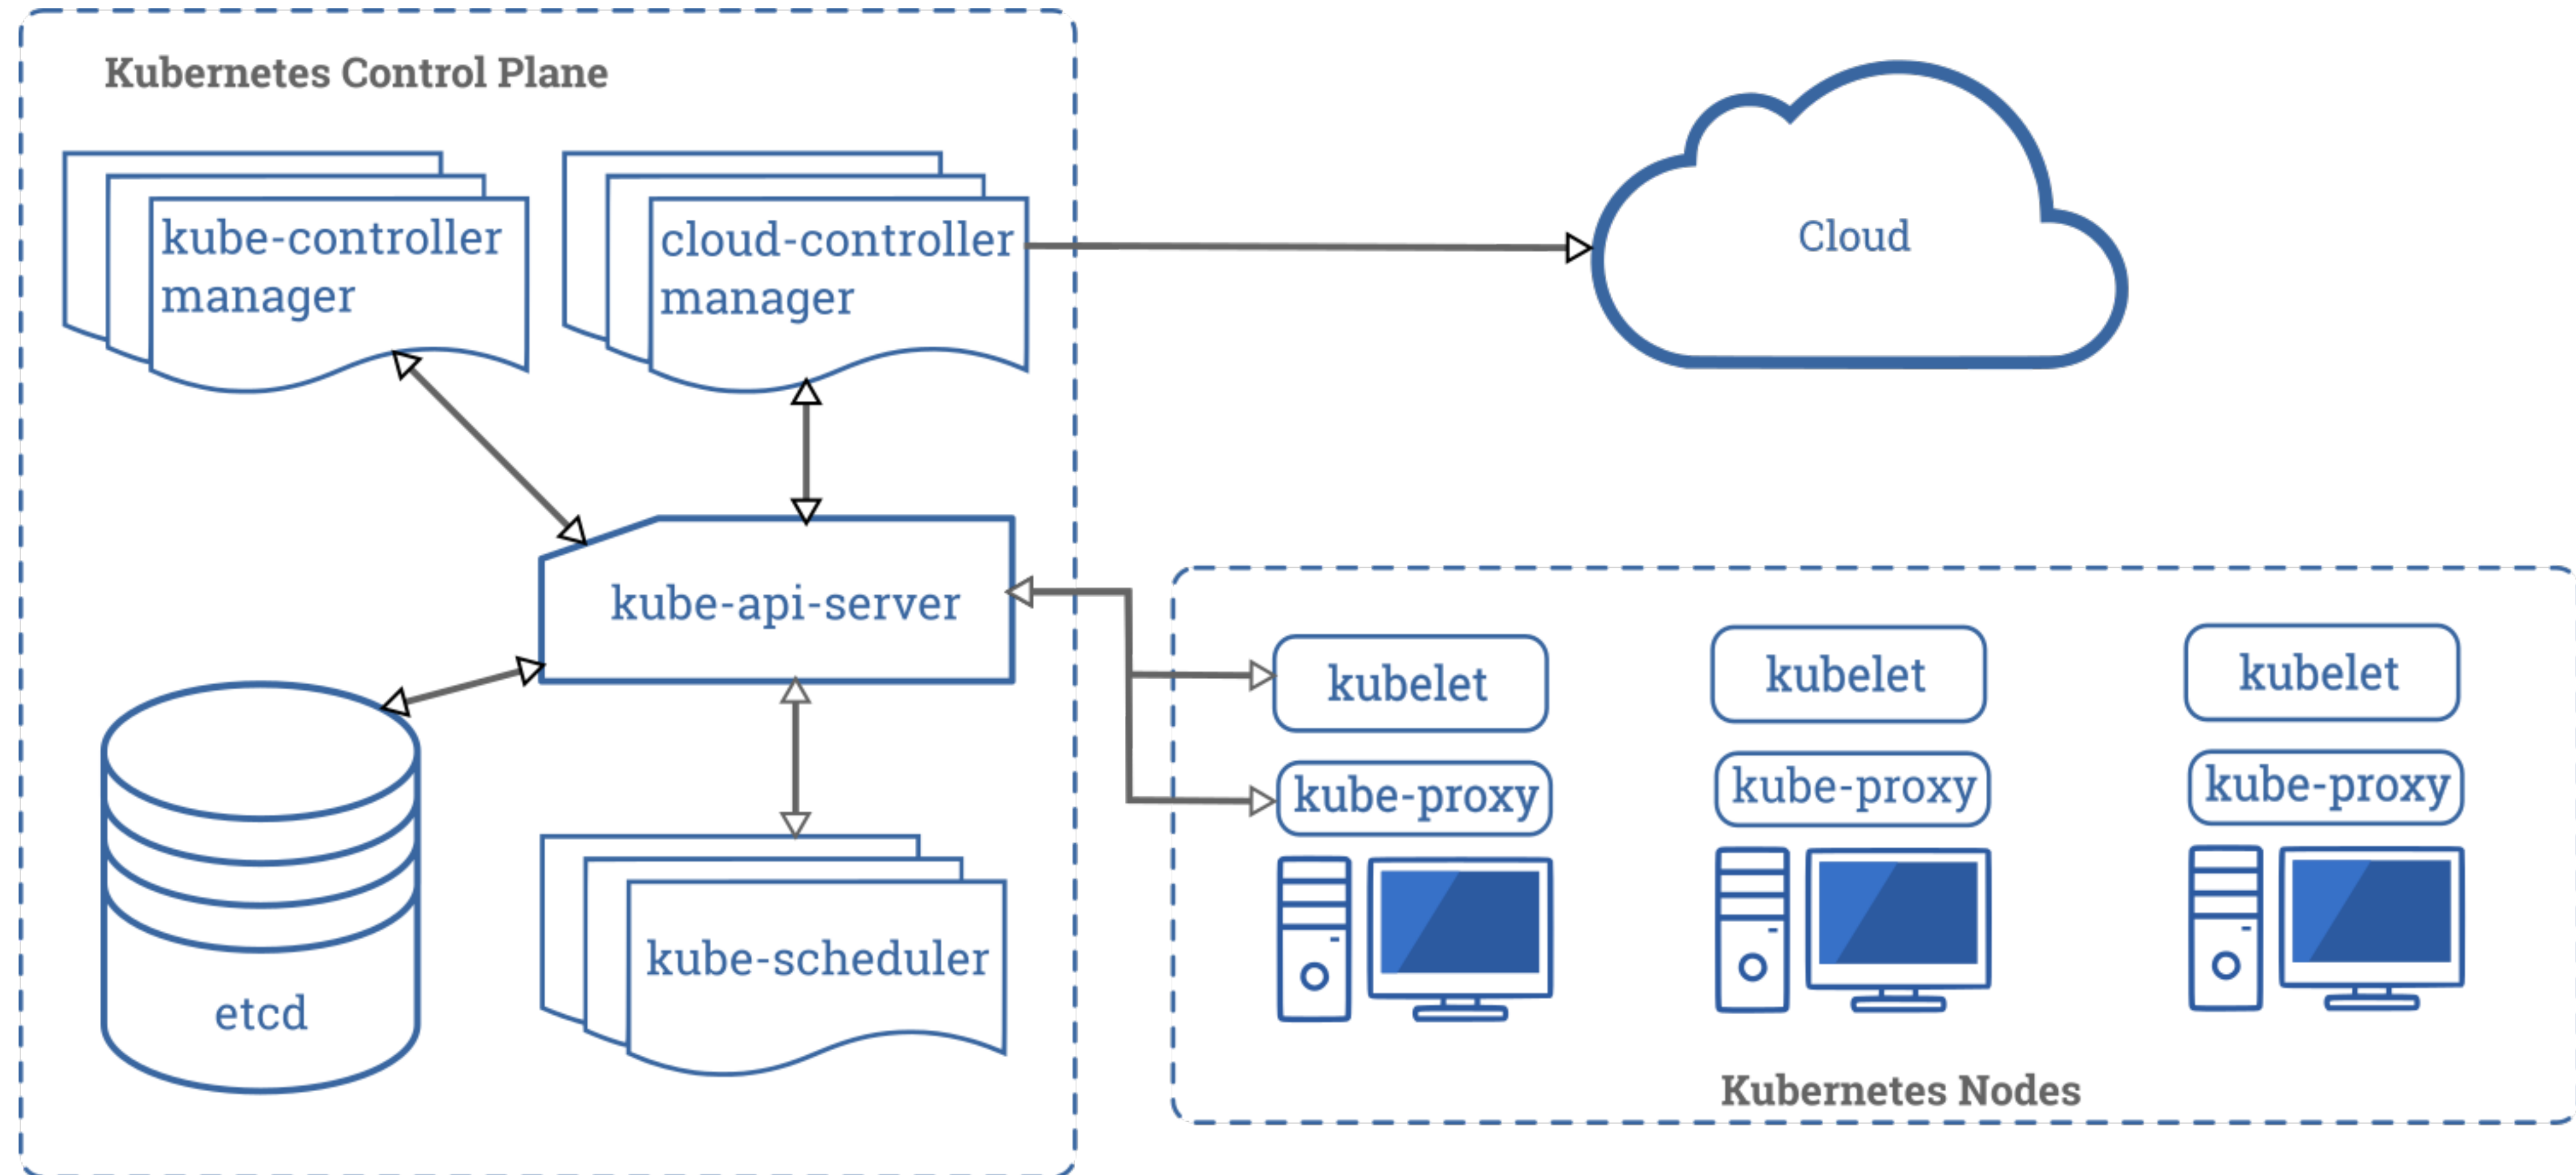 Kubernetes Control Plane
kube-controller
manager
cloud-controller
manager
Cloud
kube-api-server
etcd
kube-scheduler
kubelet
kube-proxy
kubelet
kube-proxy
kubelet
kube-proxy
Kubernetes Nodes